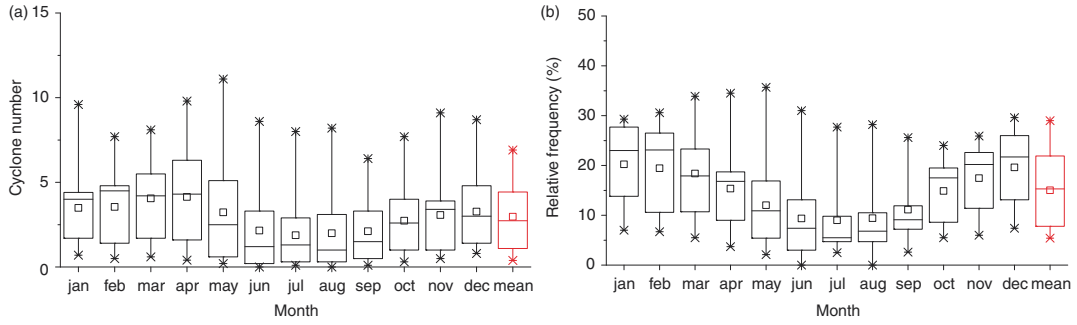 (a)
15
10
5
0
Cyclone number
jan feb mar apr may jun jul aug sep oct nov dec mean
Month
(b)
50
40
30
20
10
0
Relative frequency (%)
jan feb mar apr may jun jul aug sep oct nov dec mean
Month